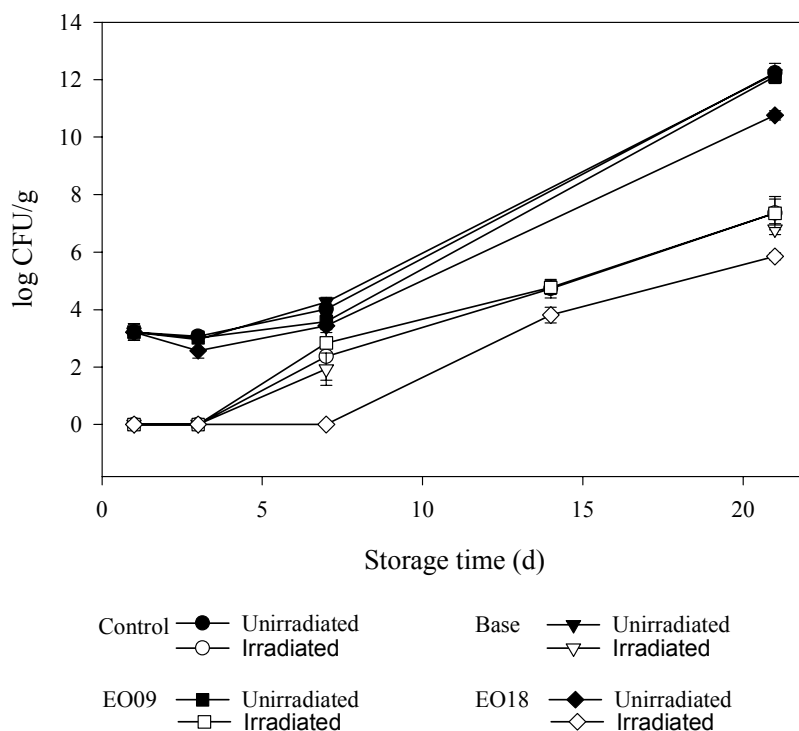 14
12
10
8
6
4
2
0
log CFU/g
0 5 10 15 20
Storage time (d)
Control Unirradiated
Irradiated
Base Unirradiated
Irradiated
EO09 Unirradiated
Irradiated
EO18 Unirradiated
Irradiated